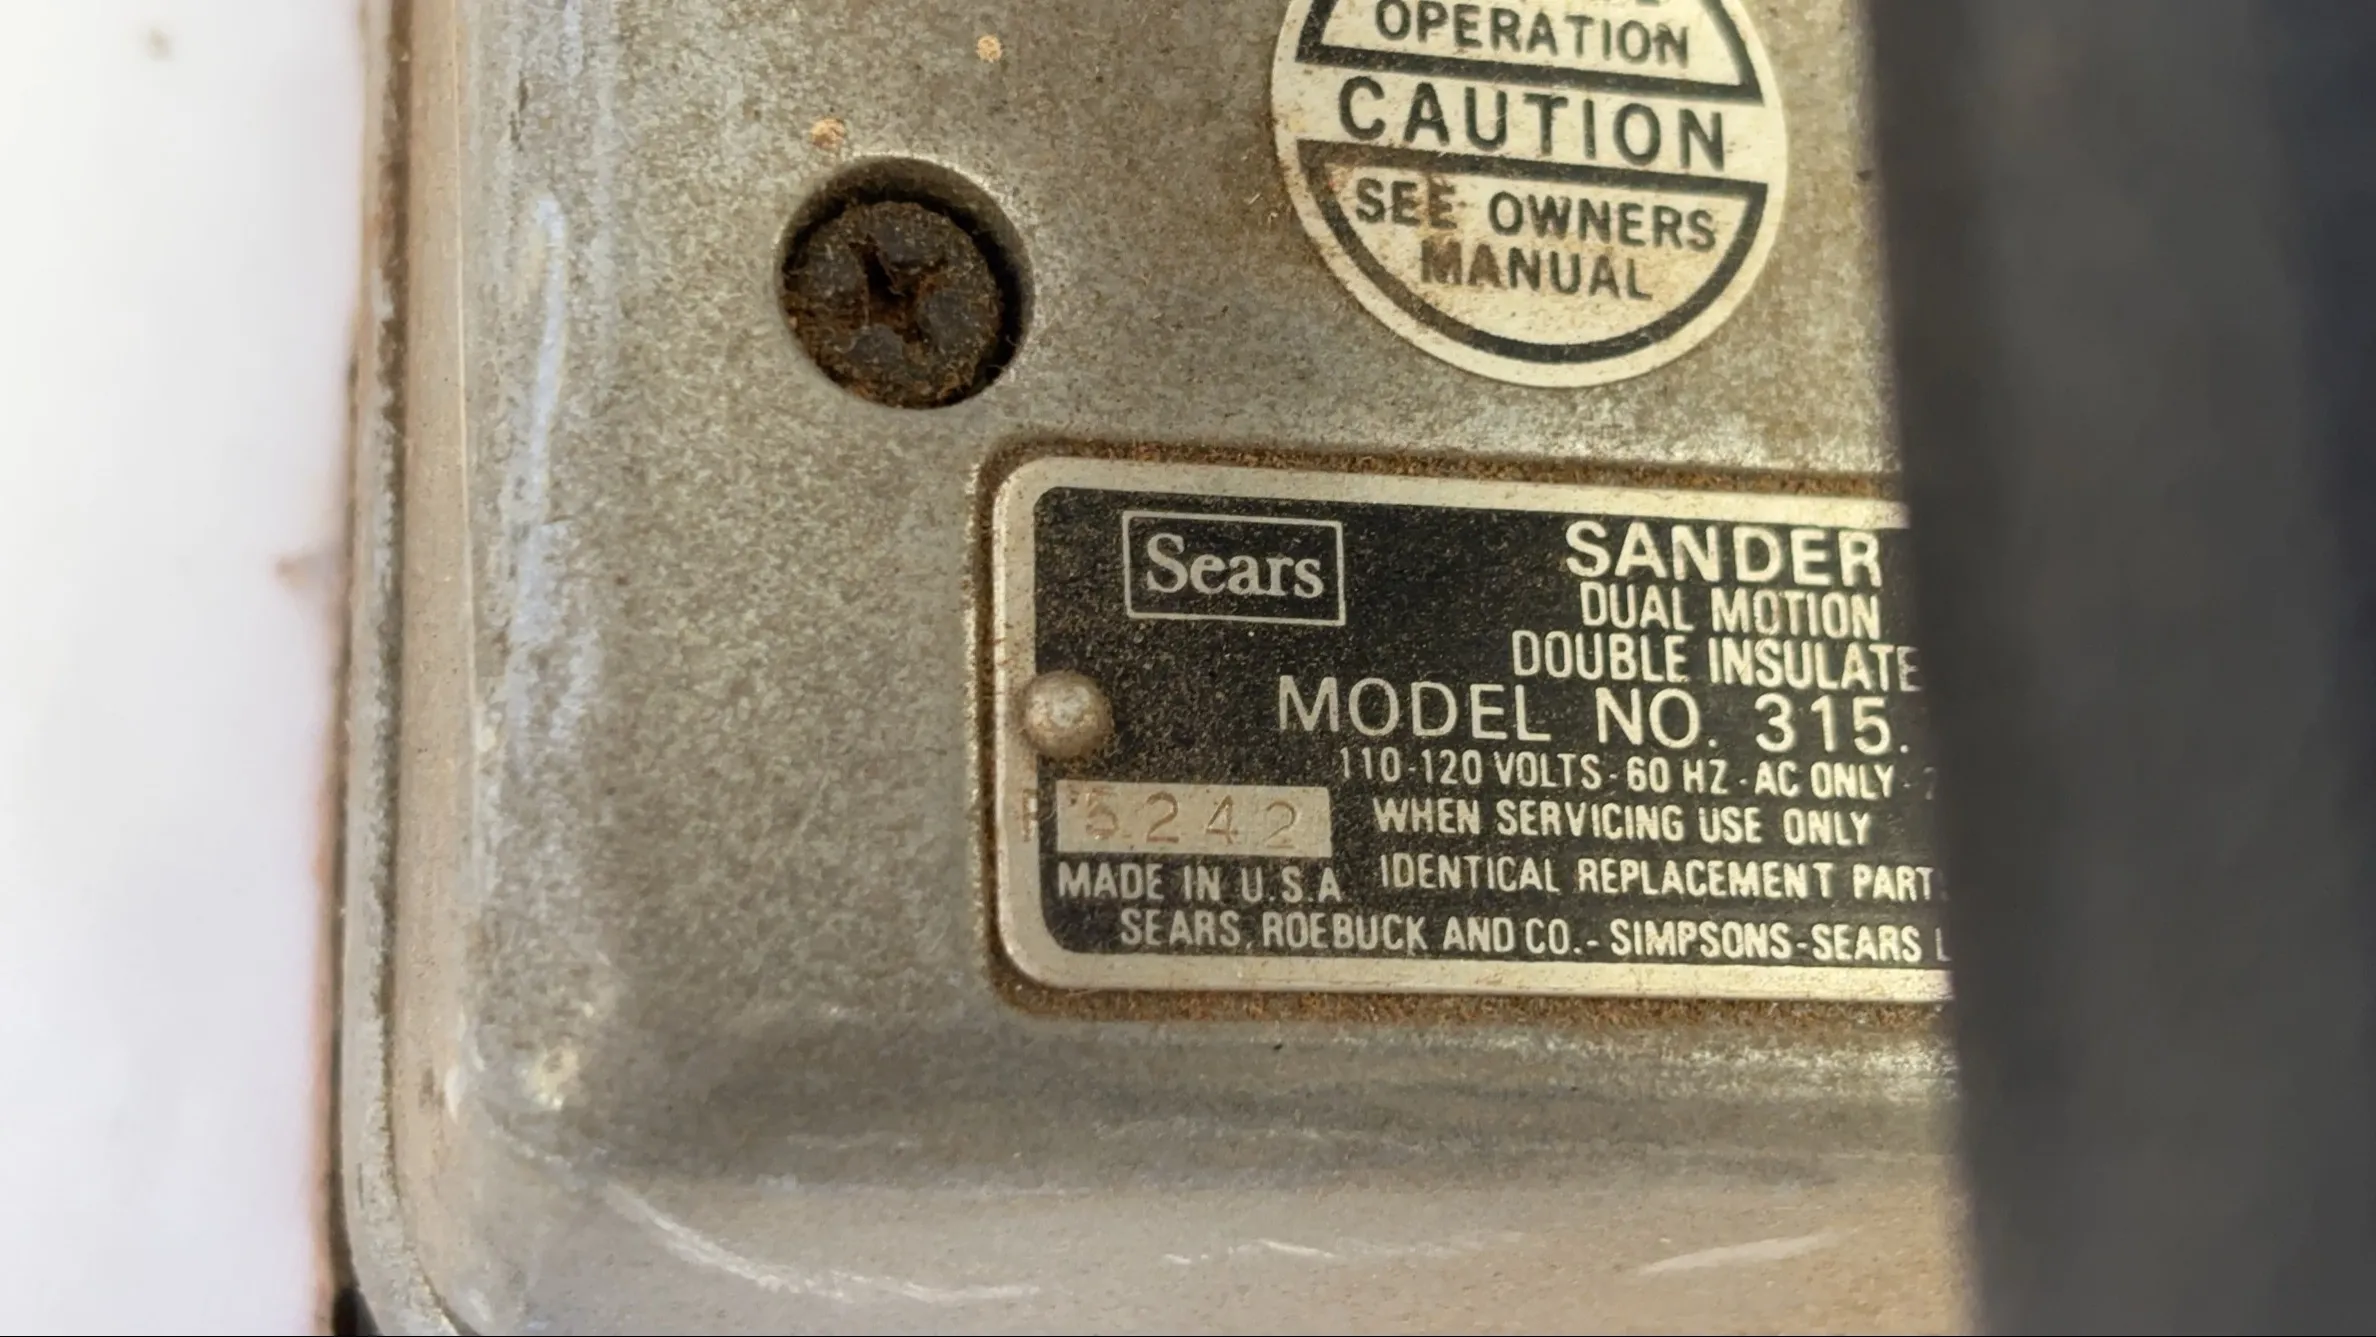 OPERATION
CAUTION
SEE OWNERS
MANUAL
Sears
SANDER
DUAL MOTION
DOUBLE INSULATE
MODEL NO. 315.
110-120 VOLTS - 60 HZ - AC ONLY -
P5242
WHEN SERVICING USE ONLY
MADE IN U.S.A.
IDENTICAL REPLACEMENT PART
SEARS, ROEBUCK AND CO.- SIMPSONS-SEARS L